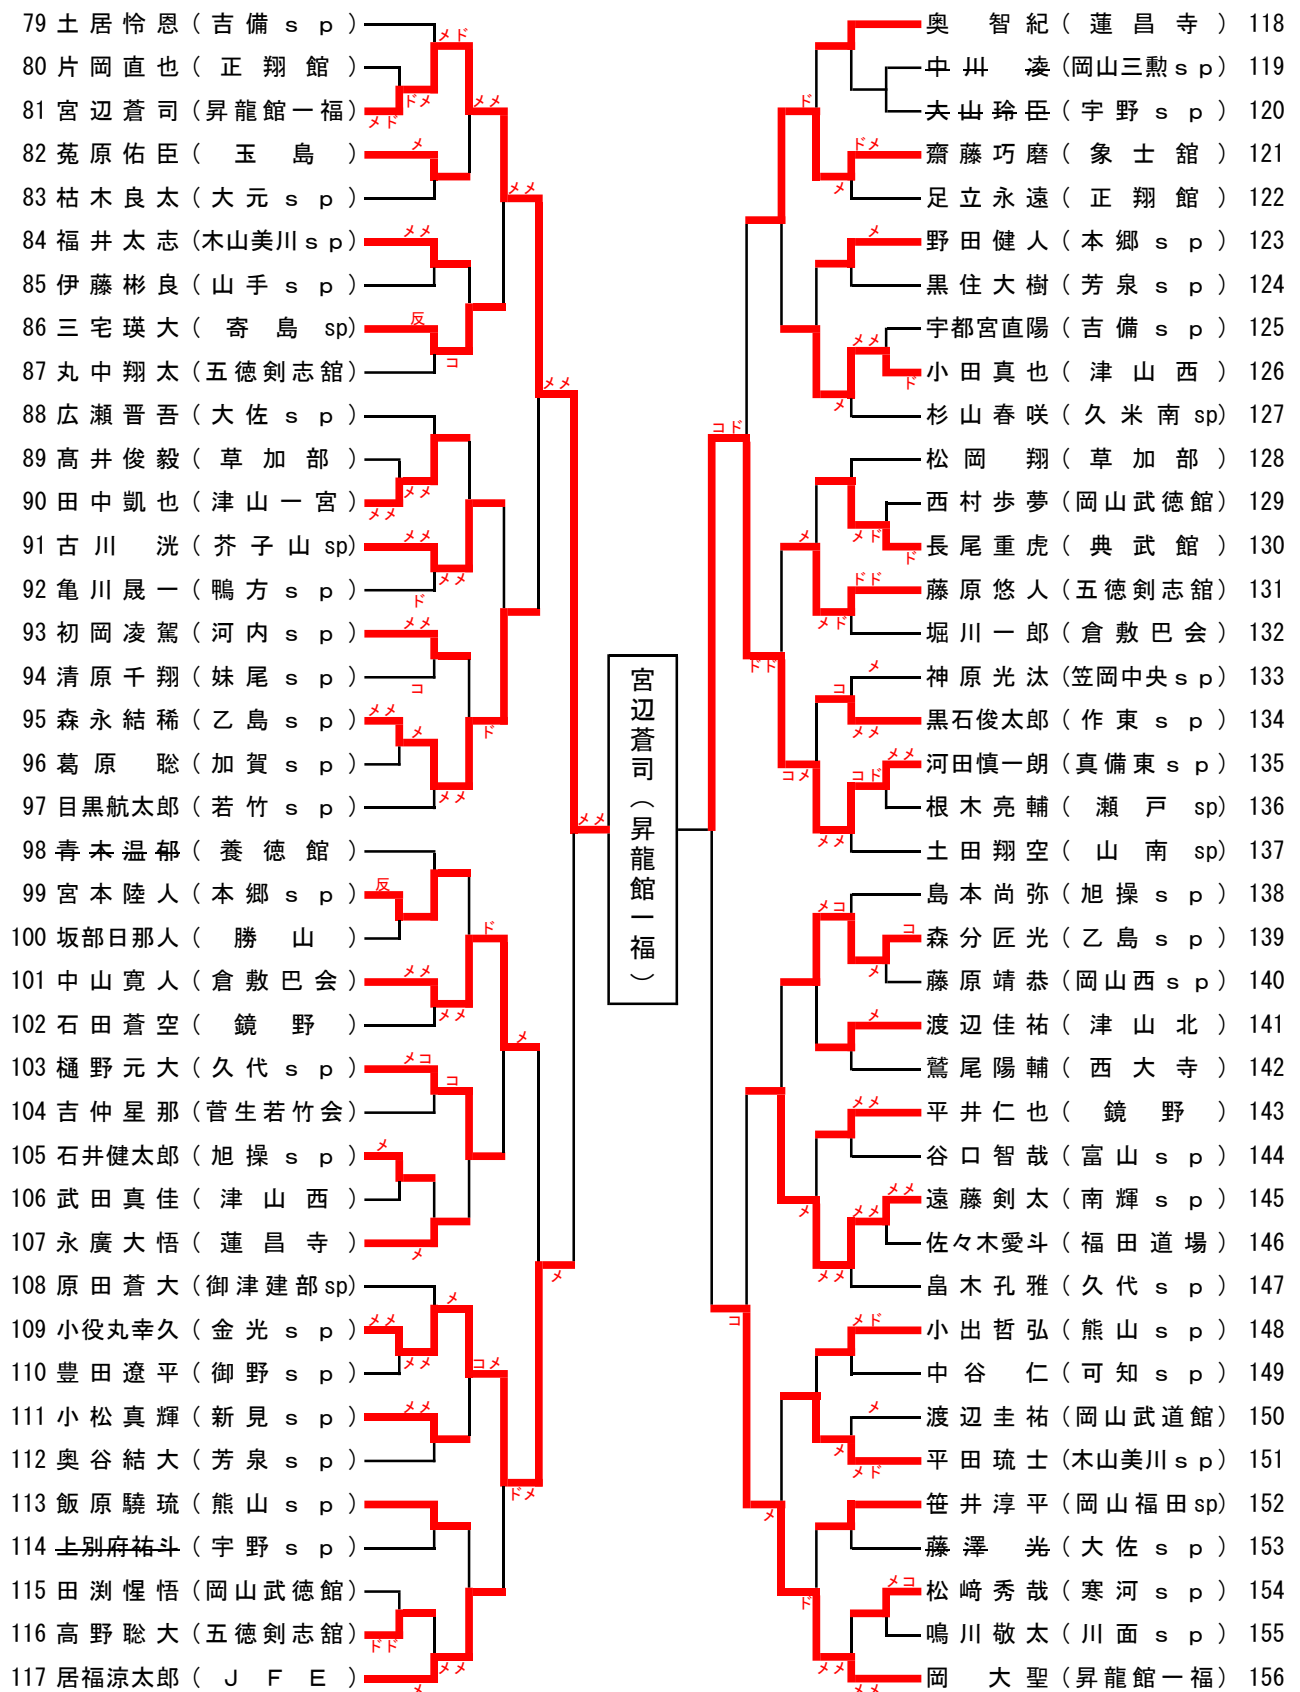 79 土居怜恩 (吉備sp)
80 片岡直也 (正翔館)
81 宮辺蒼司 (昇龍館一福)
82 菟原佑臣 (玉島)
83 枯木良太 (大元sp)
84 福井太志 (木山美川sp)
85 伊藤彬良 (山手sp)
86 三宅瑛大 (寄島sp)
87 丸中翔太 (五徳剣志舘)
88 広瀬晋吾 (大佐sp)
89 髙井俊毅 (草加部)
90 田中凱也 (津山一宮)
91 古川洸 (芥子山sp)
92 亀川晟一 (鴨方sp)
93 初岡凌駕 (河内sp)
94 清原千翔 (妹尾sp)
95 森永結稀 (乙島sp)
96 葛原聡 (加賀sp)
97 目黒航太郎 (若竹sp)
98 青木温郁 (養徳館)
99 宮本陸人 (本郷sp)
100 坂部日那人 (勝山)
101 中山寛人 (倉敷巴会)
102 石田蒼空 (鏡野)
103 樋野元大 (久代sp)
104 吉仲星那 (菅生若竹会)
105 石井健太郎 (旭操sp)
106 武田真佳 (津山西)
107 永廣大悟 (蓮昌寺)
108 原田蒼大 (御津建部sp)
109 小役丸幸久 (金光sp)
110 豊田遼平 (御野sp)
111 小松真輝 (新見sp)
112 奥谷結大 (芳泉sp)
113 飯原驍琉 (熊山sp)
114 上別府祐斗 (宇野sp)
115 田渕惺悟 (岡山武徳館)
116 高野聡大 (五徳剣志舘)
117 居福涼太郎 (JFE)
宮辺蒼司(昇龍館一福)
奥智紀 (蓮昌寺) 118
中川凌 (岡山三勲sp) 119
大山玲臣 (宇野sp) 120
齋藤巧磨 (象士舘) 121
足立永遠 (正翔館) 122
野田健人 (本郷sp) 123
黒住大樹 (芳泉sp) 124
宇都宮直陽 (吉備sp) 125
小田真也 (津山西) 126
杉山春咲 (久米南sp) 127
松岡翔 (草加部) 128
西村歩夢 (岡山武徳館) 129
長尾重虎 (典武館) 130
藤原悠人 (五徳剣志舘) 131
堀川一郎 (倉敷巴会) 132
神原光汰 (笠岡中央sp) 133
黒石俊太郎 (作東sp) 134
河田慎一朗 (真備東sp) 135
根木亮輔 (瀬戸sp) 136
土田翔空 (山南sp) 137
島本尚弥 (旭操sp) 138
森分匠光 (乙島sp) 139
藤原靖恭 (岡山西sp) 140
渡辺佳祐 (津山北) 141
鷲尾陽輔 (西大寺) 142
平井仁也 (鏡野) 143
谷口智哉 (富山sp) 144
遠藤剣太 (南輝sp) 145
佐々木愛斗 (福田道場) 146
畠木孔雅 (久代sp) 147
小出哲弘 (熊山sp) 148
中谷仁 (可知sp) 149
渡辺圭祐 (岡山武道館) 150
平田琉士 (木山美川sp) 151
笹井淳平 (岡山福田sp) 152
藤澤光 (大佐sp) 153
松﨑秀哉 (寒河sp) 154
鳴川敬太 (川面sp) 155
岡大聖 (昇龍館一福) 156